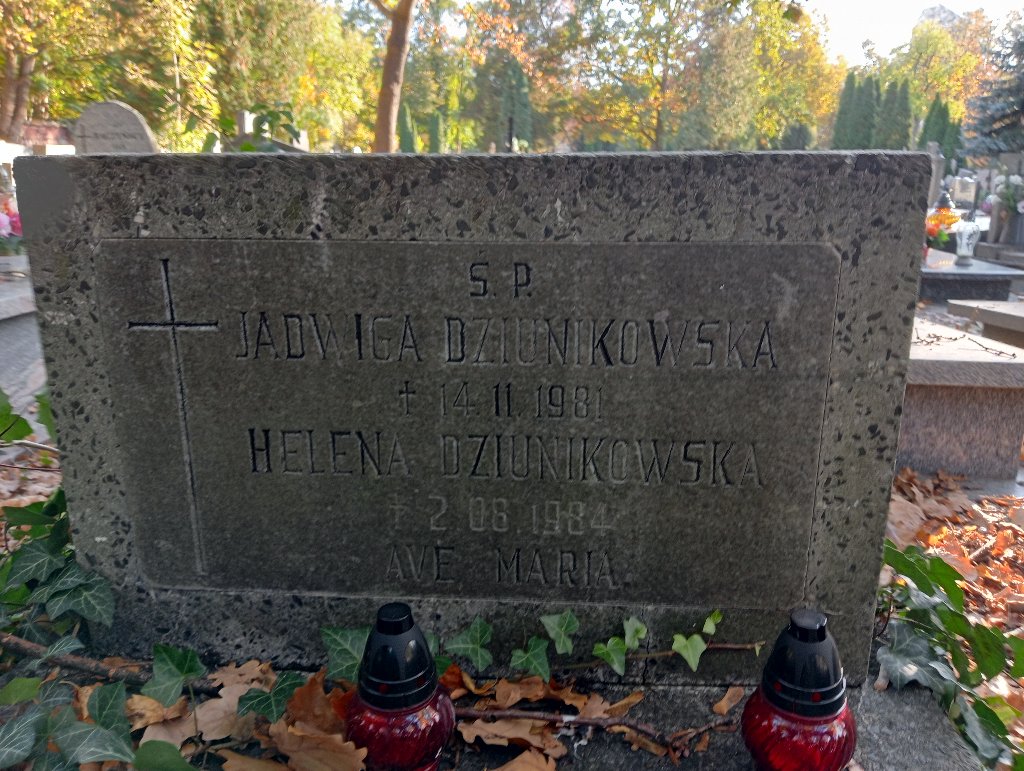 S. P.
JADWIGA DZIUNIKOWSKA
† 14.11.1981
HELENA DZIUNIKOWSKA
† 2.08.1984
AVE MARIA